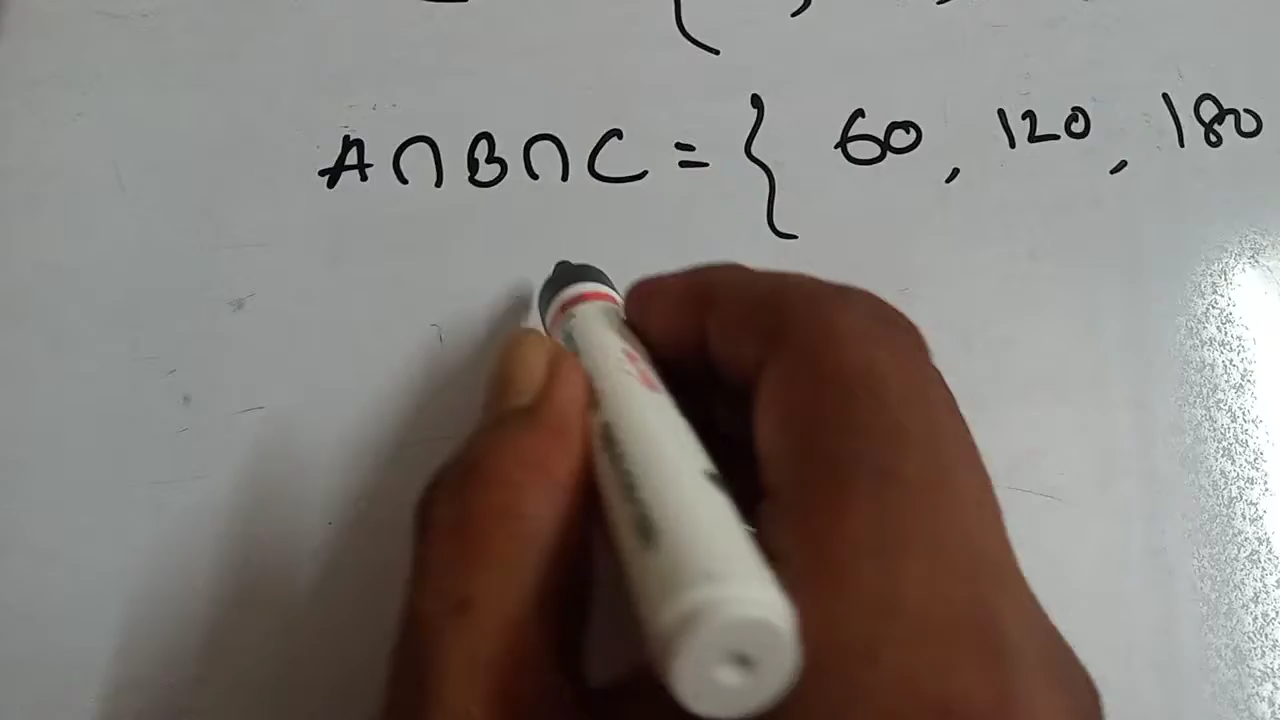 A∩B∩C = { 60, 120, 180